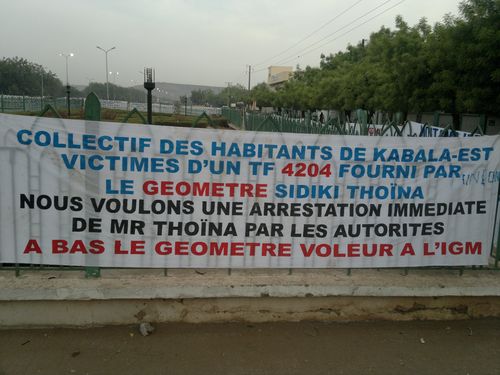 COLLECTIF DES HABITANTS DE KABALA-EST
VICTIMES D'UN TF 4204 FOURNI PAR
LE GEOMETRE SIDIKI THOÏNA
NOUS VOULONS UNE ARRESTATION IMMEDIATE
DE MR THOÏNA PAR LES AUTORITES
A BAS LE GEOMETRE VOLEUR A L'IGM